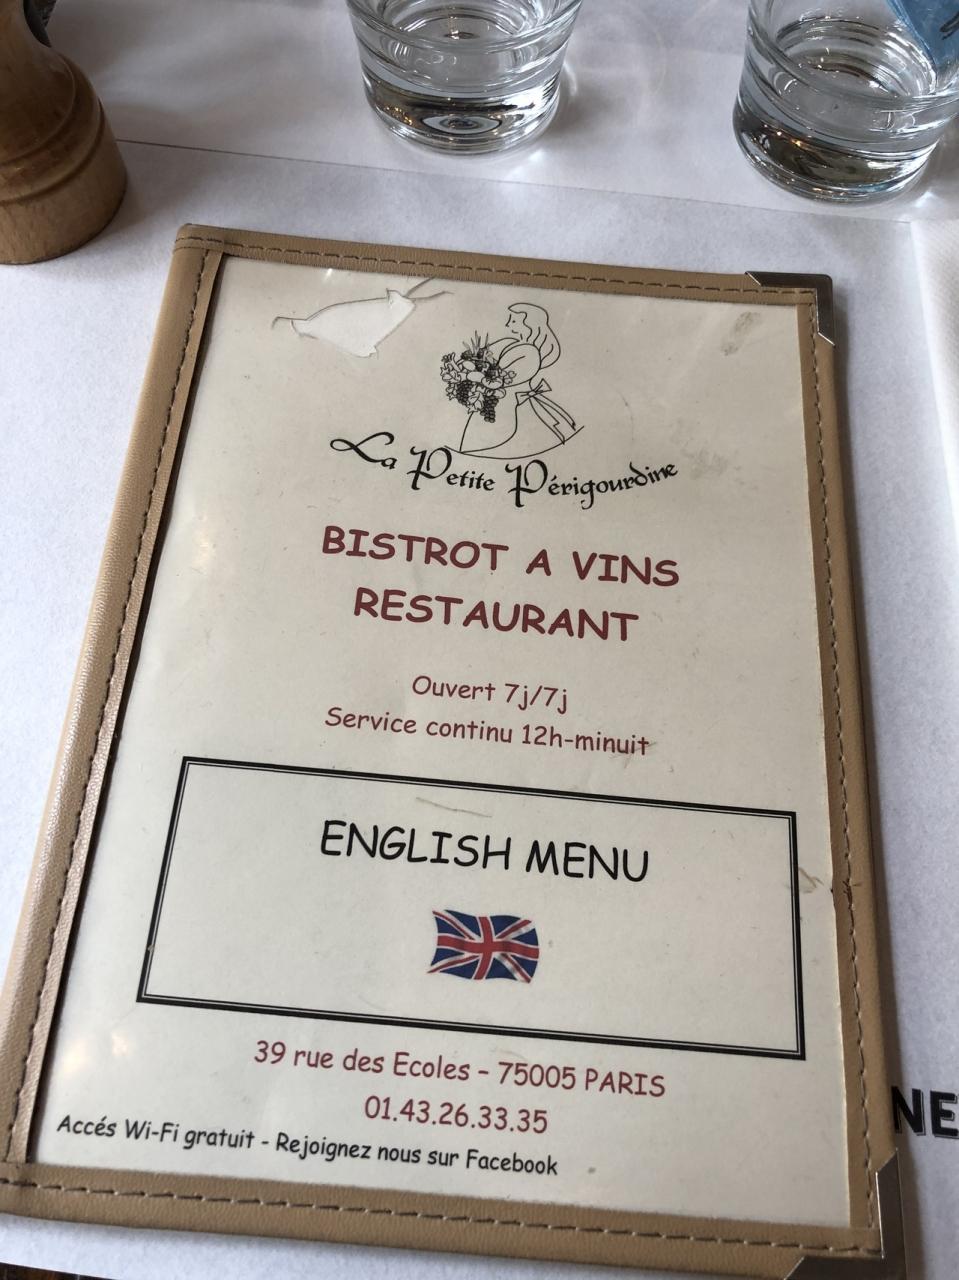 La Petite Périgourdine
BISTROT A VINS
RESTAURANT
Ouvert 7j/7j
Service continu 12h-minuit
ENGLISH MENU
39 rue des Ecoles – 75005 PARIS
01.43.26.33.35
Accés Wi-Fi gratuit - Rejoignez nous sur Facebook
NE